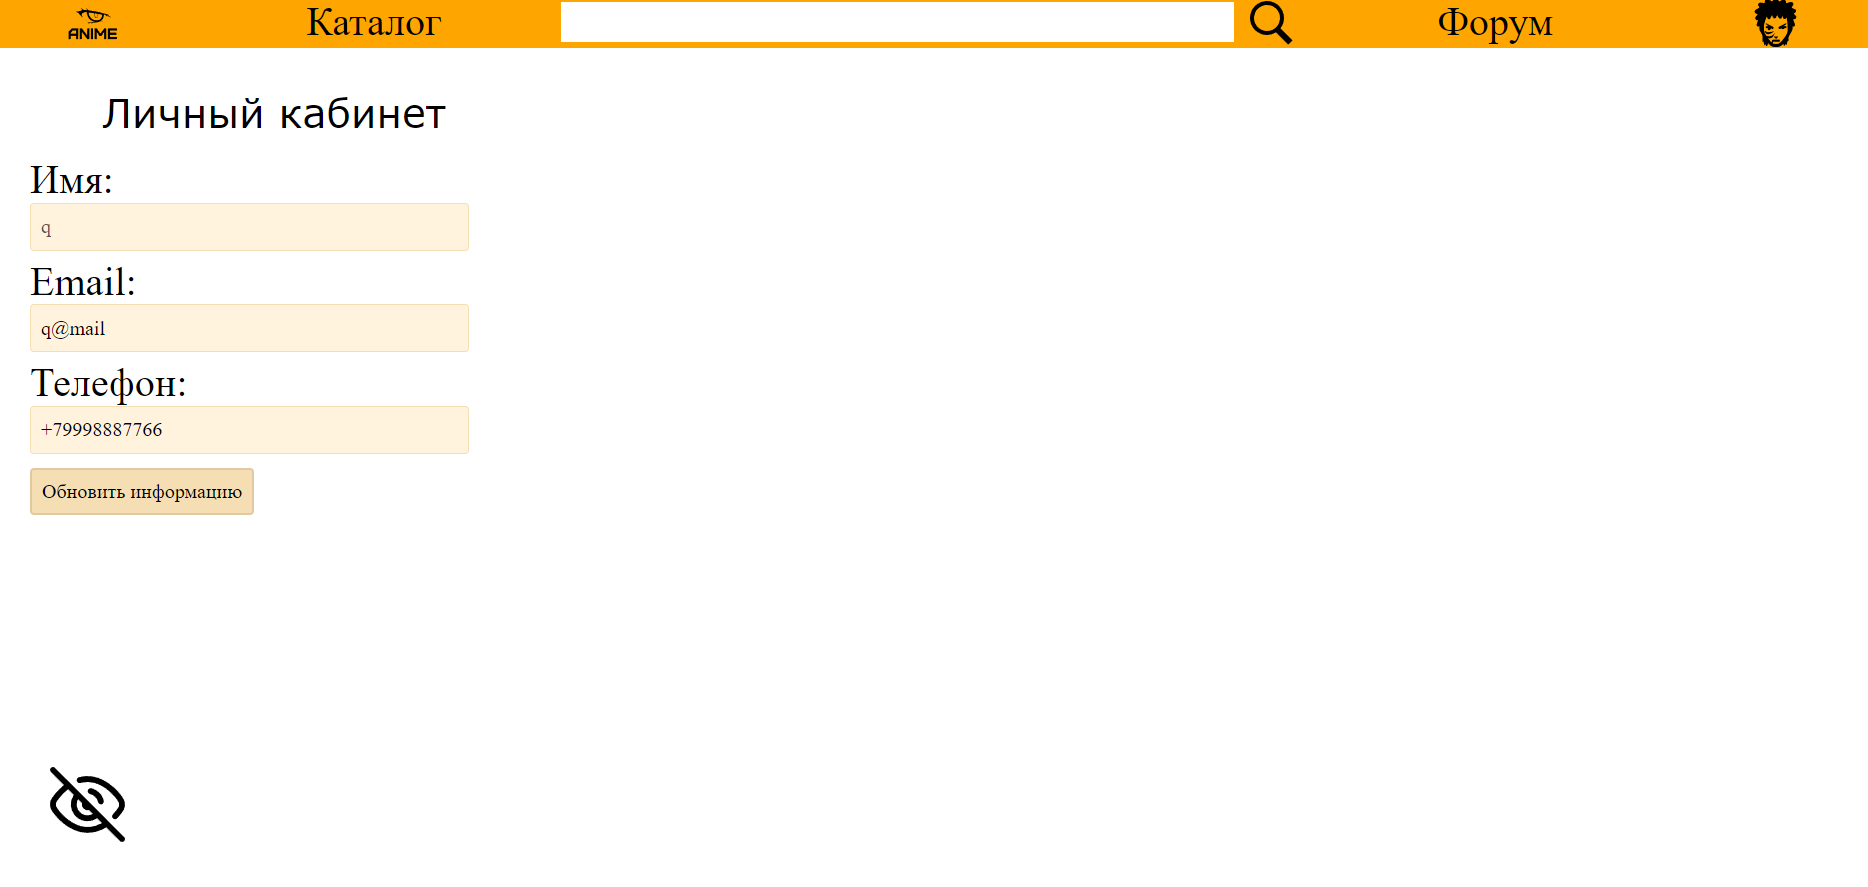 ANIME
Каталог
Форум
Личный кабинет
Имя:
q
Email:
q@mail
Телефон:
+79998887766
Обновить информацию